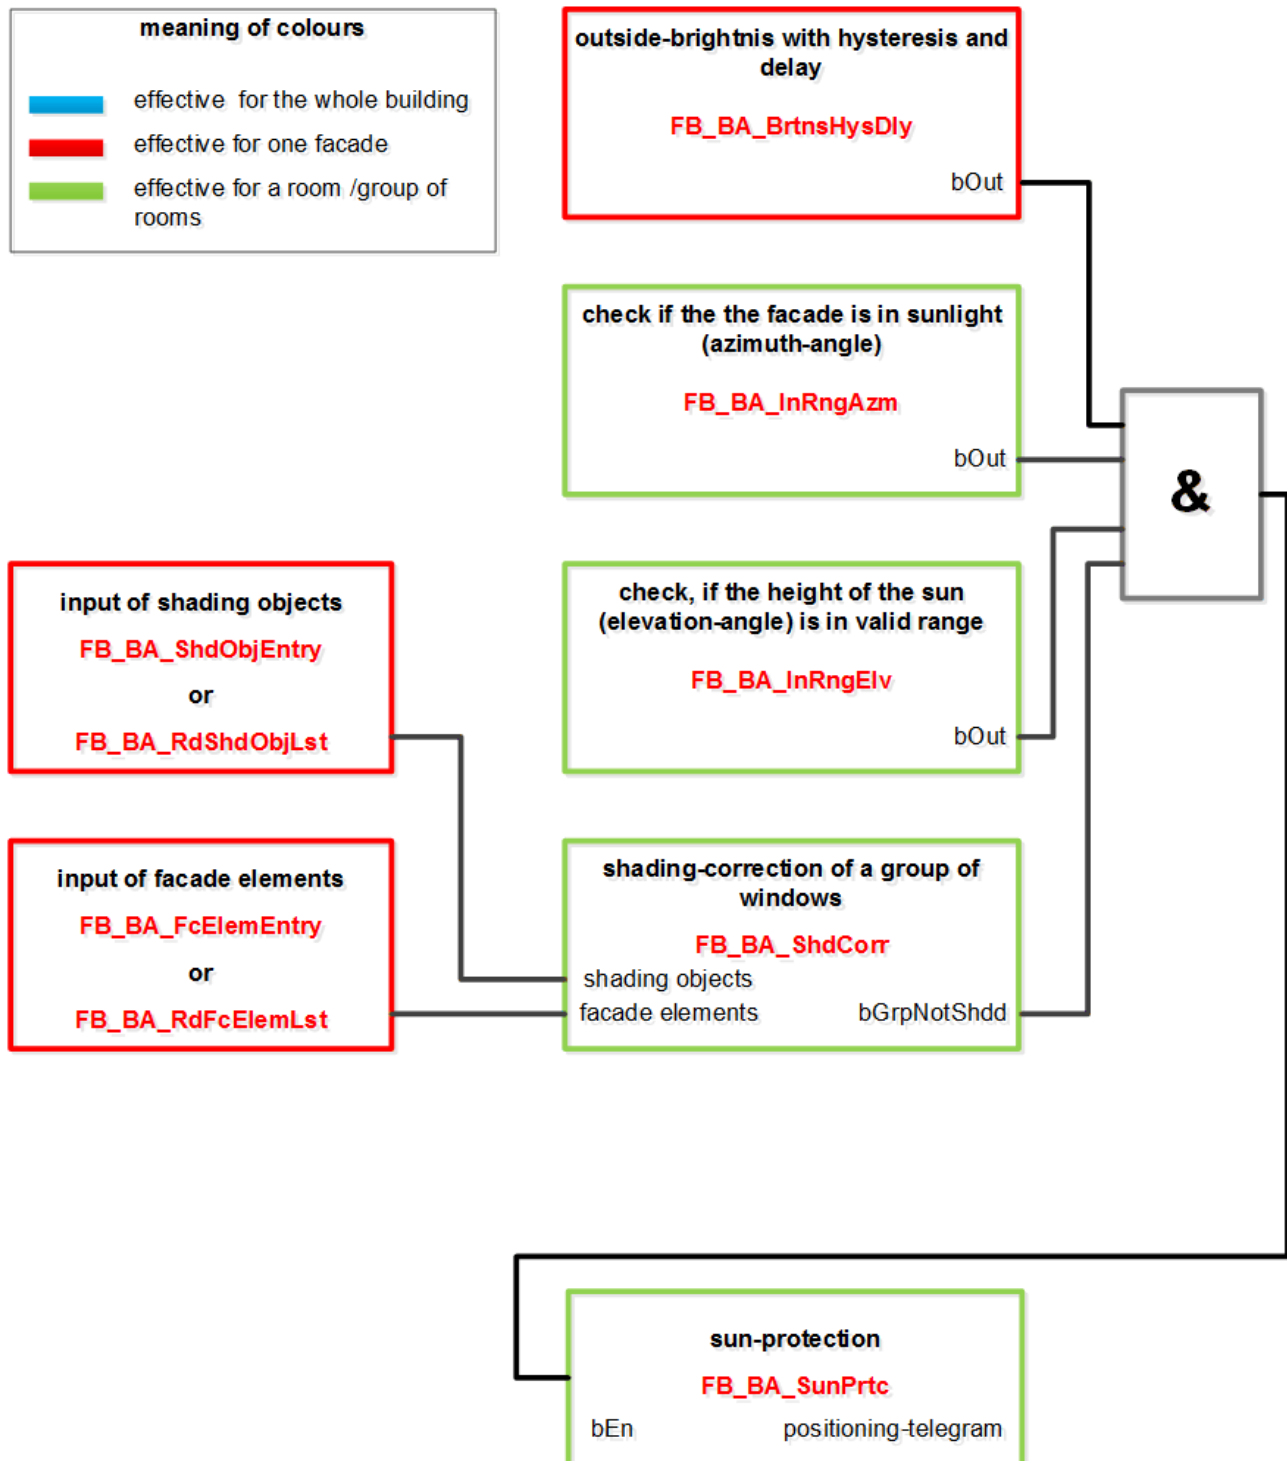 meaning of colours
effective for the whole building
effective for one facade
effective for a room /group of
rooms
outside-brightnis with hysteresis and
delay
FB_BA_BrtnsHysDly
bOut
check if the the facade is in sunlight
(azimuth-angle)
FB_BA_InRngAzm
bOut
&
input of shading objects
FB_BA_ShdObjEntry
or
FB_BA_RdShdObjLst
check, if the height of the sun
(elevation-angle) is in valid range
FB_BA_InRngElv
bOut
input of facade elements
FB_BA_FcElemEntry
or
FB_BA_RdFcElemLst
shading-correction of a group of
windows
FB_BA_ShdCorr
shading objects
facade elements bGrpNotShdd
sun-protection
FB_BA_SunPrtc
bEn positioning-telegram